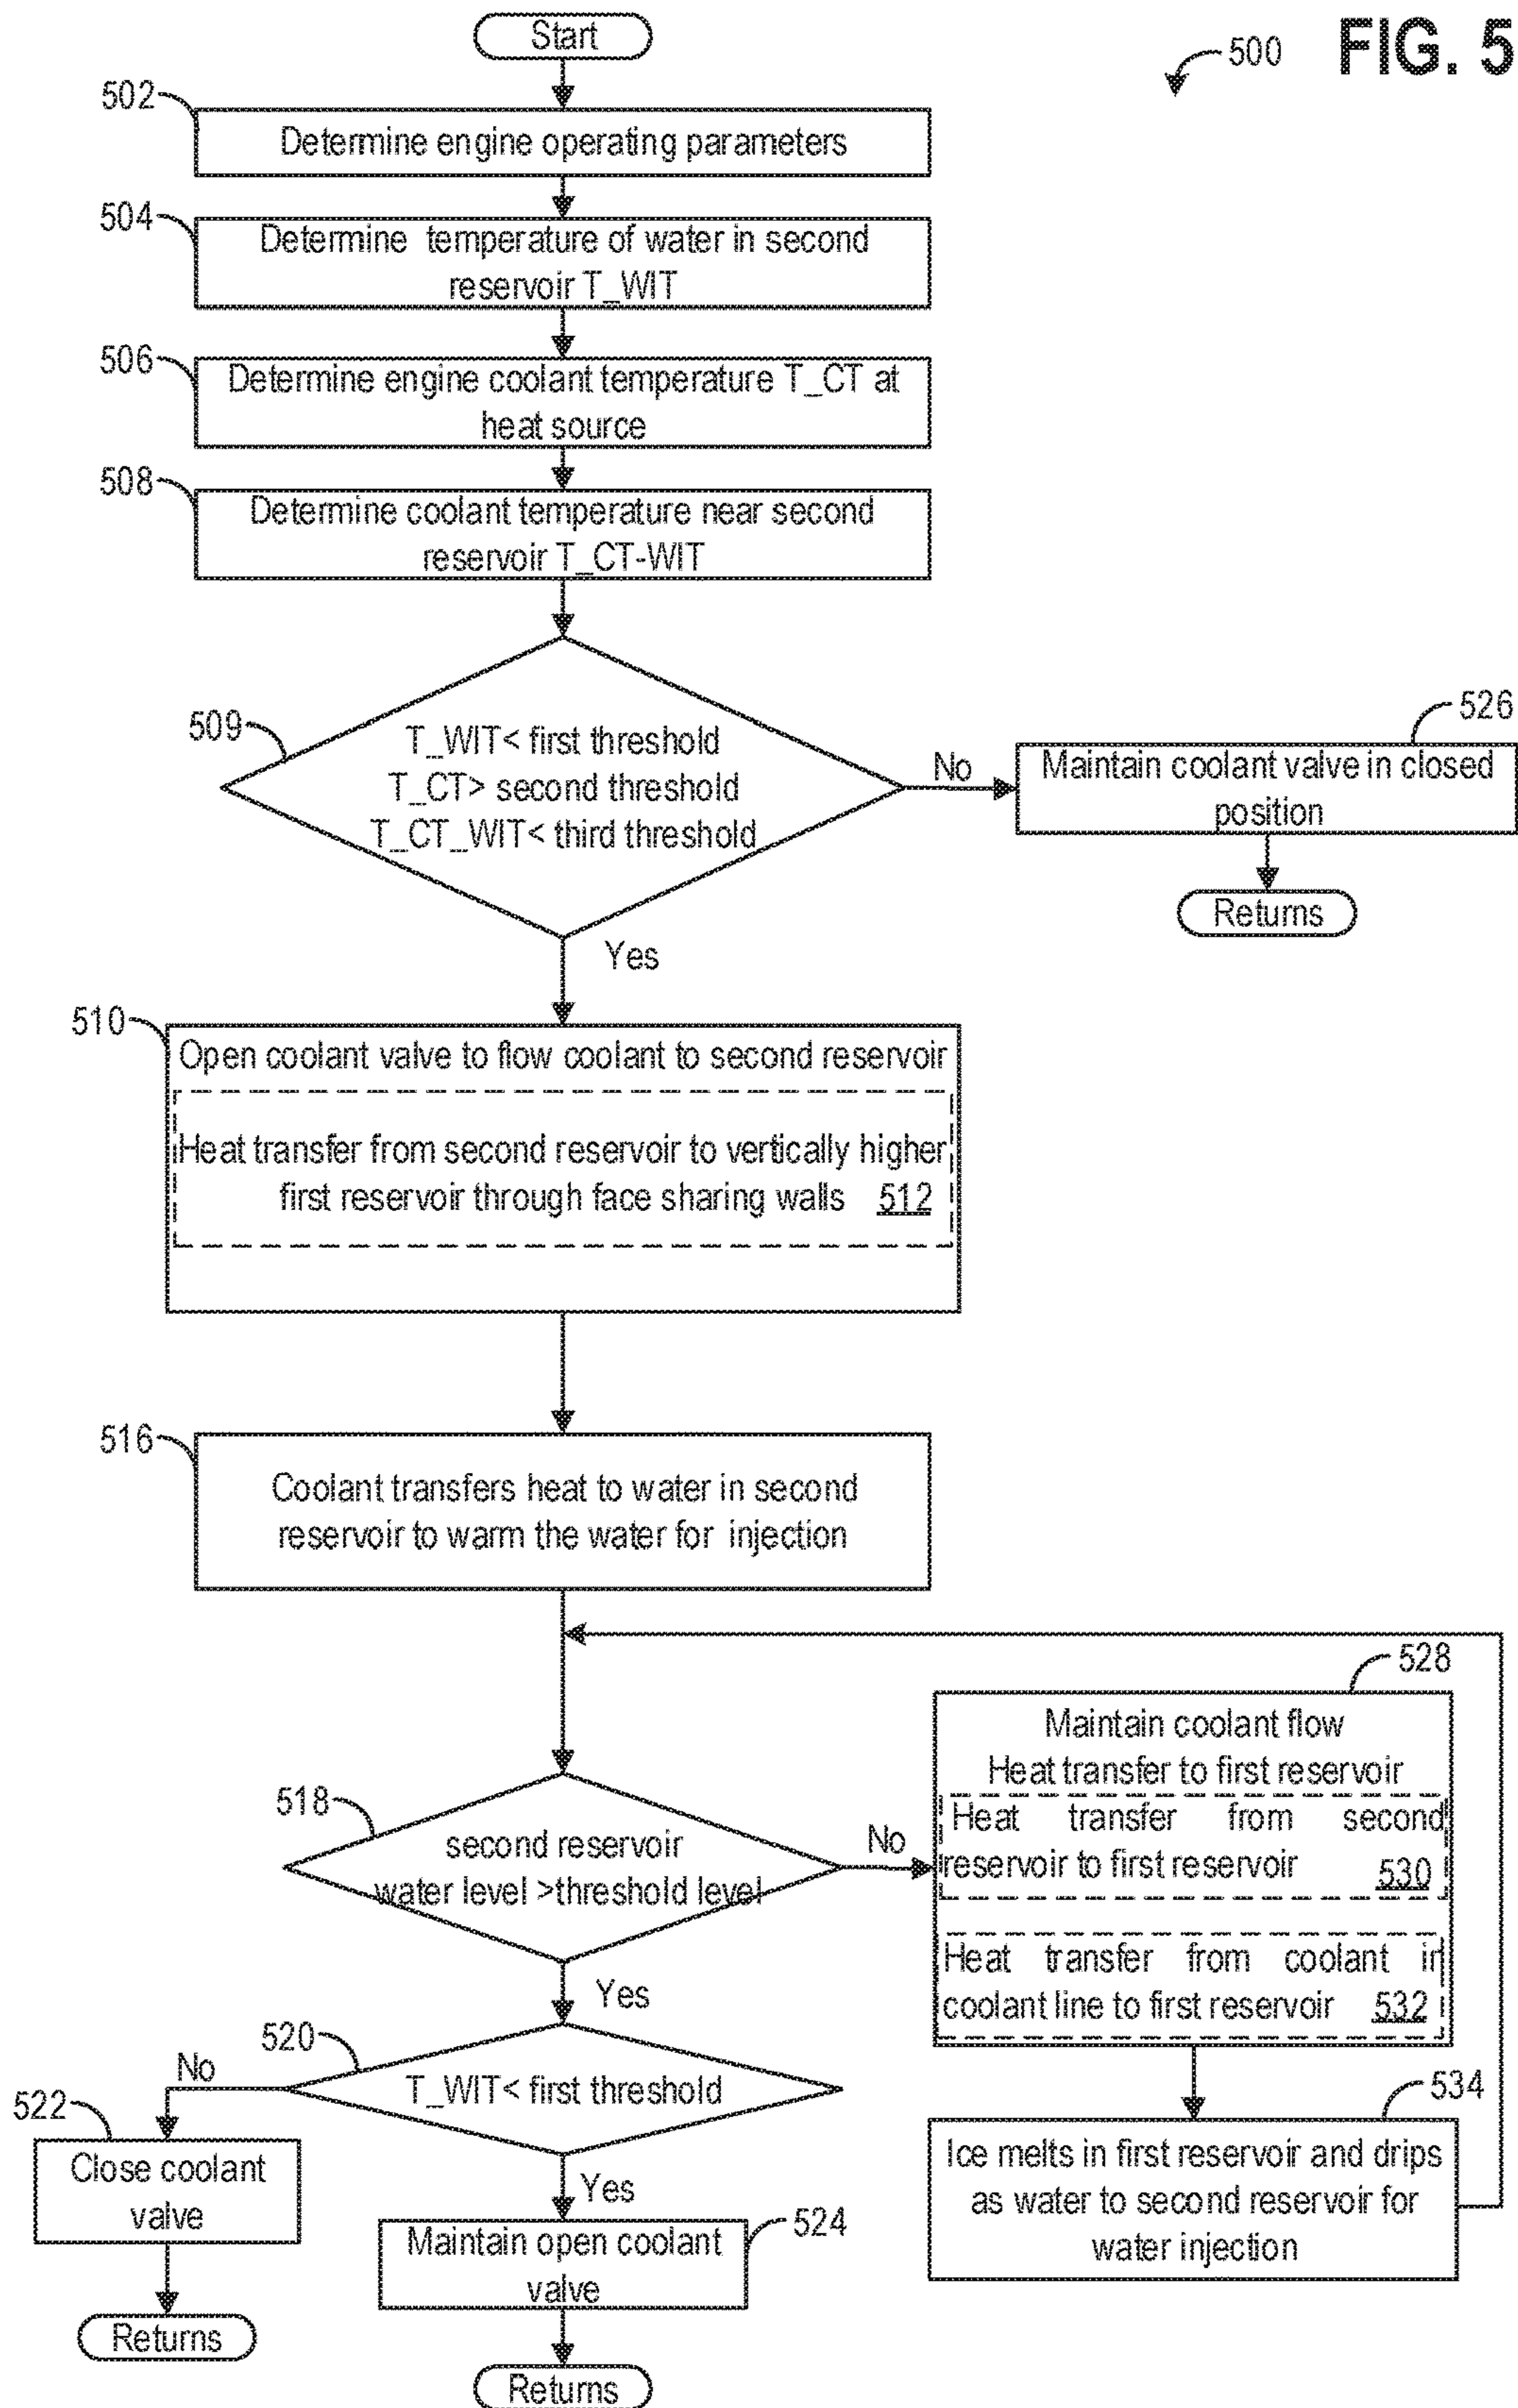 FIG. 5
500
Start
502
Determine engine operating parameters
504
Determine temperature of water in second
reservoir T_WIT
506
Determine engine coolant temperature T_CT at
heat source
508
Determine coolant temperature near second
reservoir T_CT-WIT
509
T_WIT< first threshold
T_CT> second threshold
T_CT_WIT< third threshold
No
526
Maintain coolant valve in closed
position
Returns
Yes
510
Open coolant valve to flow coolant to second reservoir
Heat transfer from second reservoir to vertically higher
first reservoir through face sharing walls 512
516
Coolant transfers heat to water in second
reservoir to warm the water for injection
518
second reservoir
water level >threshold level
No
528
Maintain coolant flow
Heat transfer to first reservoir
Heat transfer from second
reservoir to first reservoir 530
Heat transfer from coolant in
coolant line to first reservoir 532
534
Ice melts in first reservoir and drips
as water to second reservoir for
water injection
Yes
520
T_WIT< first threshold
No
522
Close coolant
valve
Returns
Yes
524
Maintain open coolant
valve
Returns